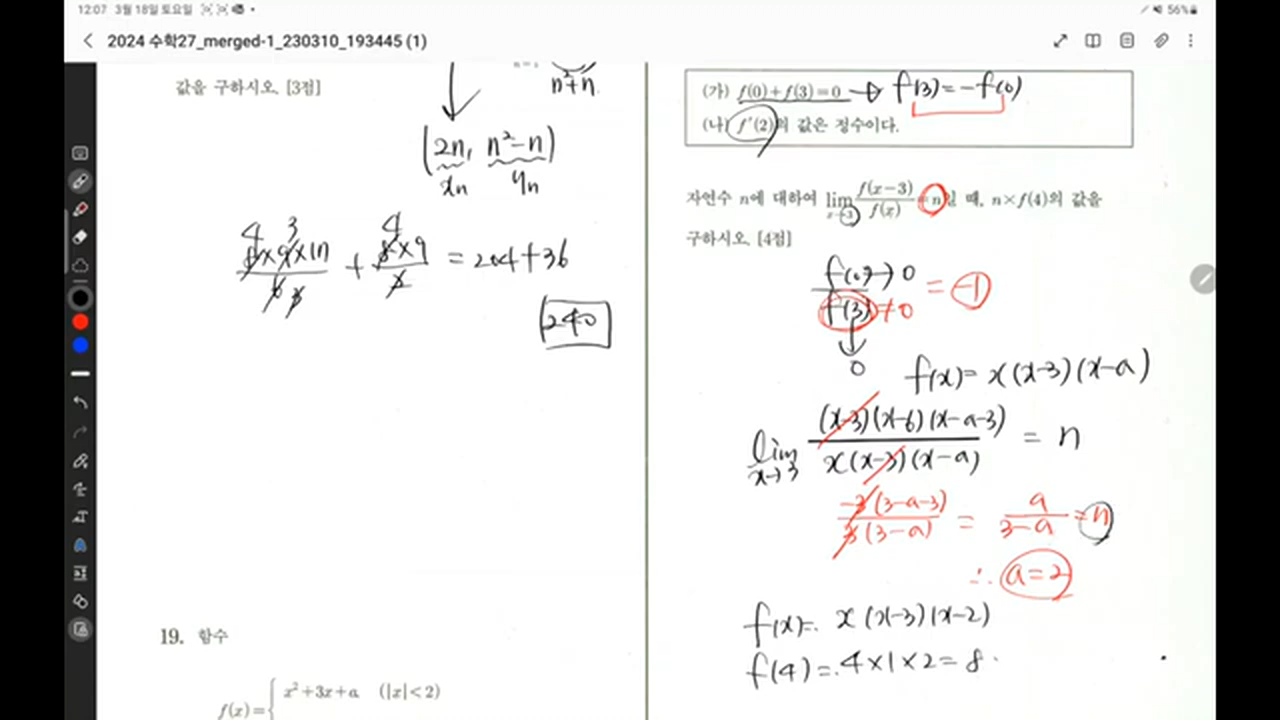 12:07 3월 18일 토요일
56%
2024 수학27_merged-1_230310_193445 (1)
n²+n
값을 구하시오. [3점]
(2n, n²-n)
xn yn
4 3 4
8×9×17/6 3 + 8×9/2 = 204+36
240
19. 함수
f(x)={ x²+3x+a (|x|<2)
(가) f(0)+f(3)=0 → f(3)=-f(0)
(나) f'(2)의 값은 정수이다.
자연수 n에 대하여 lim x→3 f(x-3)/f(x) =n일 때, n×f(4)의 값을
구하시오. [4점]
f(0)→0/f(3)≠0 = -1
0
f(x)= x(x-3)(x-a)
lim x→3 (x-3)(x-6)(x-a-3)/x(x-3)(x-a) = n
-3(3-a-3)/3(3-a) = a/3-a = n
∴ a=2
f(x)= x(x-3)(x-2)
f(4)= 4×1×2=8